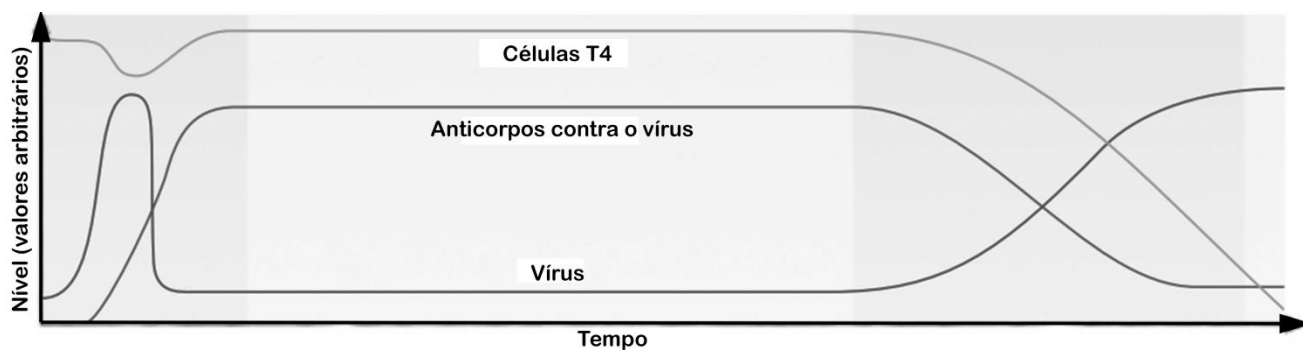 Nível (valores arbitrários)
Células T4
Anticorpos contra o vírus
Vírus
Tempo